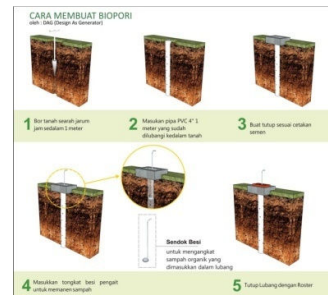 CARA MEMBUAT BIOPORI
oleh : DAG (Design As Generator)
1 Bor tanah searah jarum
jam sedalam 1 meter
2 Masukan pipa PVC 4" 1
meter yang sudah
dilubangi kedalam tanah
3 Buat tutup sesuai cetakan
semen
Sendok Besi
untuk mengangkat
sampah organik yang
dimasukkan dalam lubang
4 Masukkan tongkat besi pengait
untuk memanen sampah
5 Tutup Lubang dengan Roster